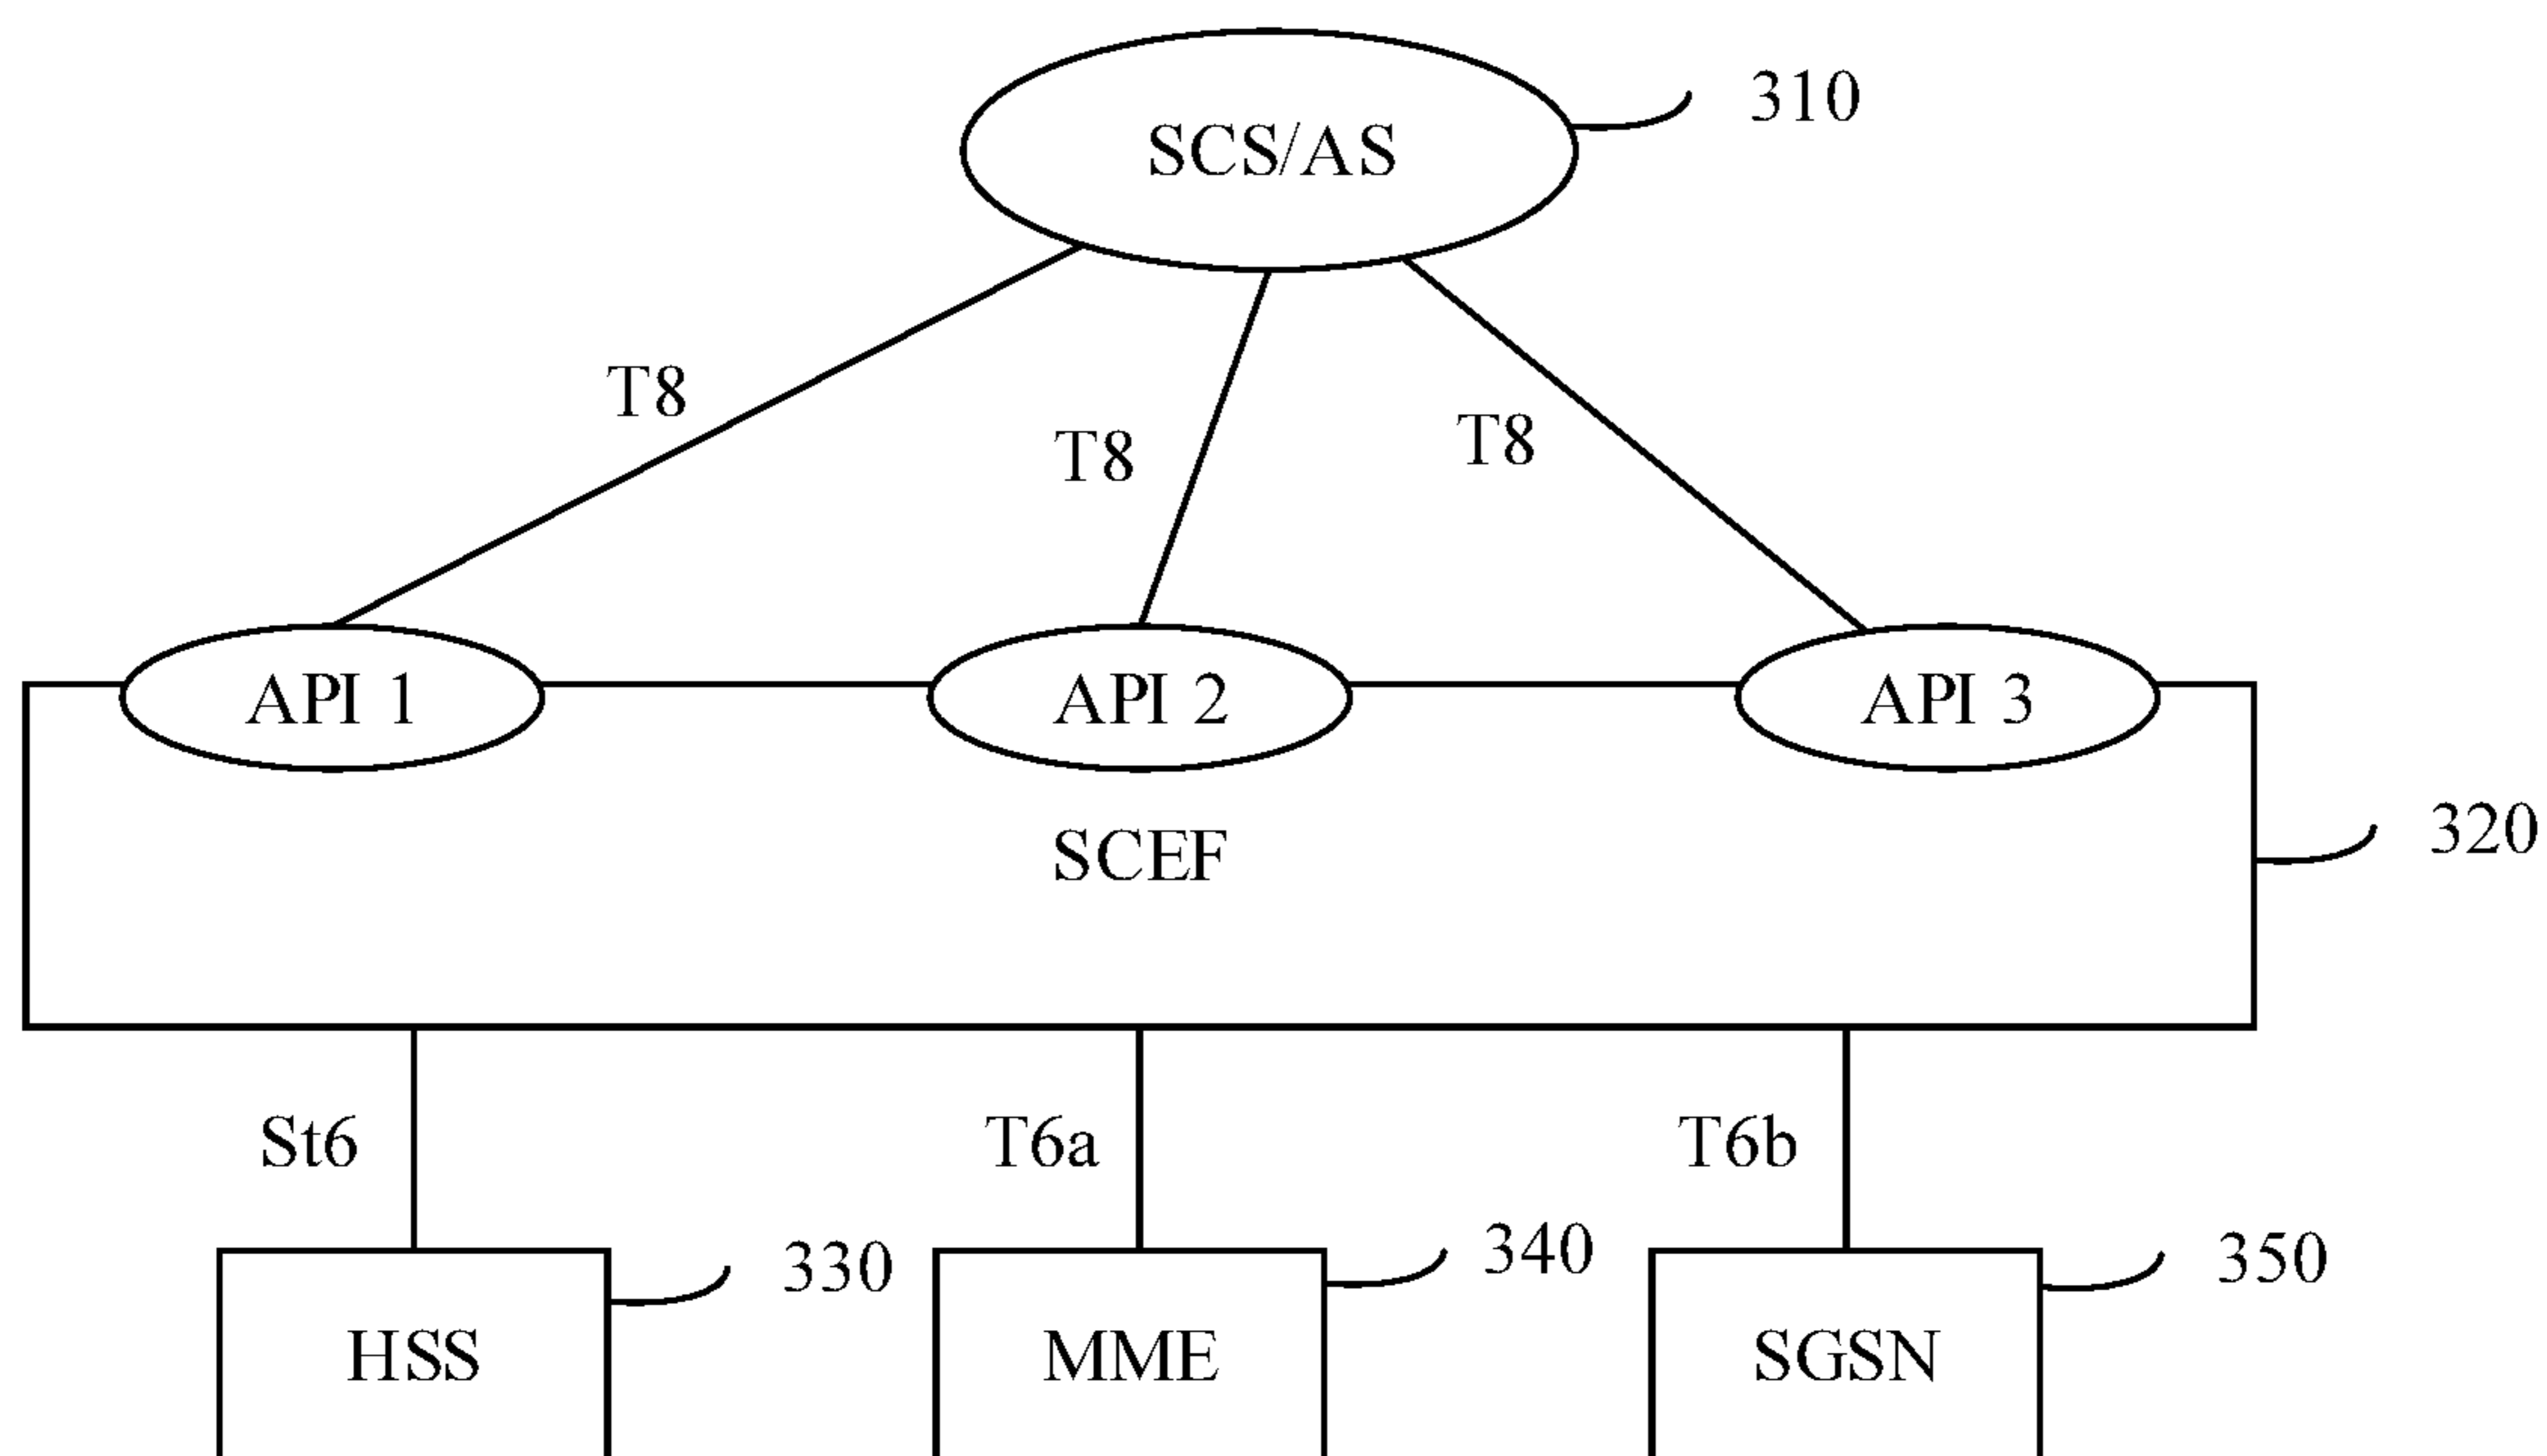 SCS/AS
310
T8
T8
T8
API 1
API 2
API 3
SCEF
320
St6
T6a
T6b
330
340
350
HSS
MME
SGSN